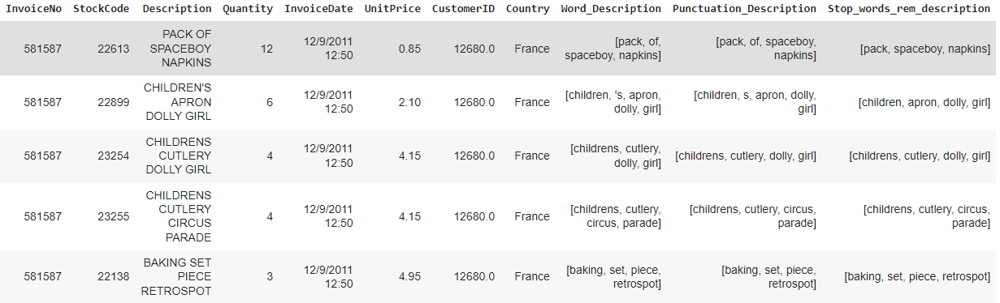 InvoiceNo StockCode Description Quantity InvoiceDate UnitPrice CustomerID Country Word_Description Punctuation_Description Stop_words_rem_description
581587 22613 PACK OF SPACEBOY NAPKINS 12 12/9/2011 12:50 0.85 12680.0 France [pack, of, spaceboy, napkins] [pack, of, spaceboy, napkins] [pack, spaceboy, napkins]
581587 22899 CHILDREN'S APRON DOLLY GIRL 6 12/9/2011 12:50 2.10 12680.0 France [children, 's, apron, dolly, girl] [children, s, apron, dolly, girl] [children, apron, dolly, girl]
581587 23254 CHILDRENS CUTLERY DOLLY GIRL 4 12/9/2011 12:50 4.15 12680.0 France [childrens, cutlery, dolly, girl] [childrens, cutlery, dolly, girl] [childrens, cutlery, dolly, girl]
581587 23255 CHILDRENS CUTLERY CIRCUS PARADE 4 12/9/2011 12:50 4.15 12680.0 France [childrens, cutlery, circus, parade] [childrens, cutlery, circus, parade] [childrens, cutlery, circus, parade]
581587 22138 BAKING SET PIECE RETROSPOT 3 12/9/2011 12:50 4.95 12680.0 France [baking, set, piece, retrospot] [baking, set, piece, retrospot] [baking, set, piece, retrospot]